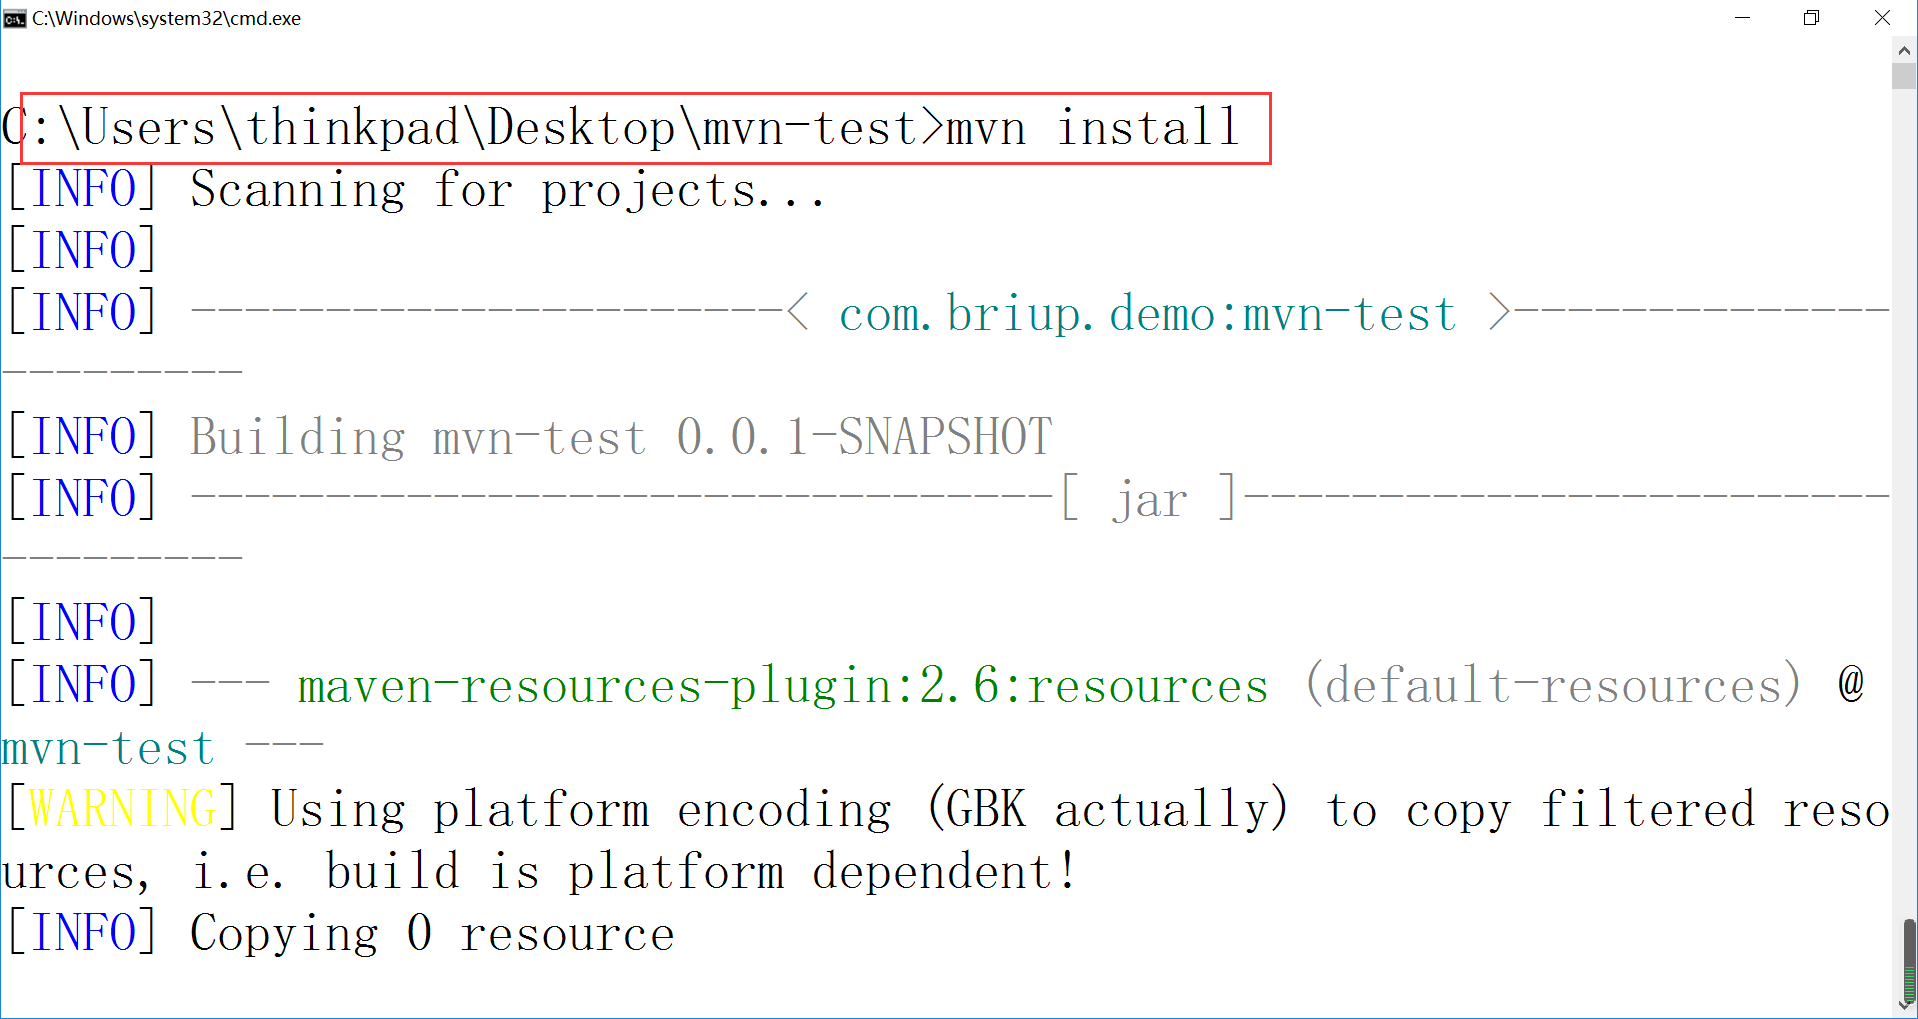 C:\Windows\system32\cmd.exe
C:\Users\thinkpad\Desktop\mvn-test>mvn install
[INFO] Scanning for projects...
[INFO]
[INFO] ----------------------< com.briup.demo:mvn-test >--------------
---------
[INFO] Building mvn-test 0.0.1-SNAPSHOT
[INFO] --------------------------------[ jar ]------------------------
---------
[INFO]
[INFO] --- maven-resources-plugin:2.6:resources (default-resources) @
mvn-test ---
[WARNING] Using platform encoding (GBK actually) to copy filtered reso
urces, i.e. build is platform dependent!
[INFO] Copying 0 resource